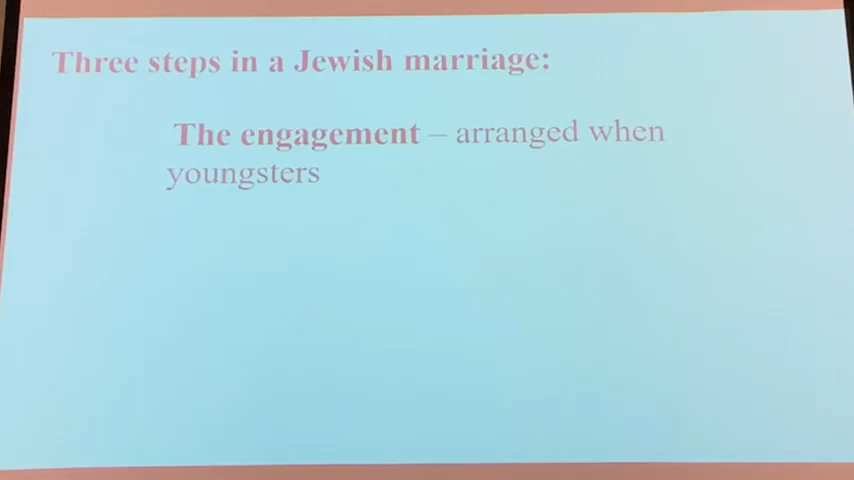 Three steps in a Jewish marriage:
The engagement – arranged when
youngsters